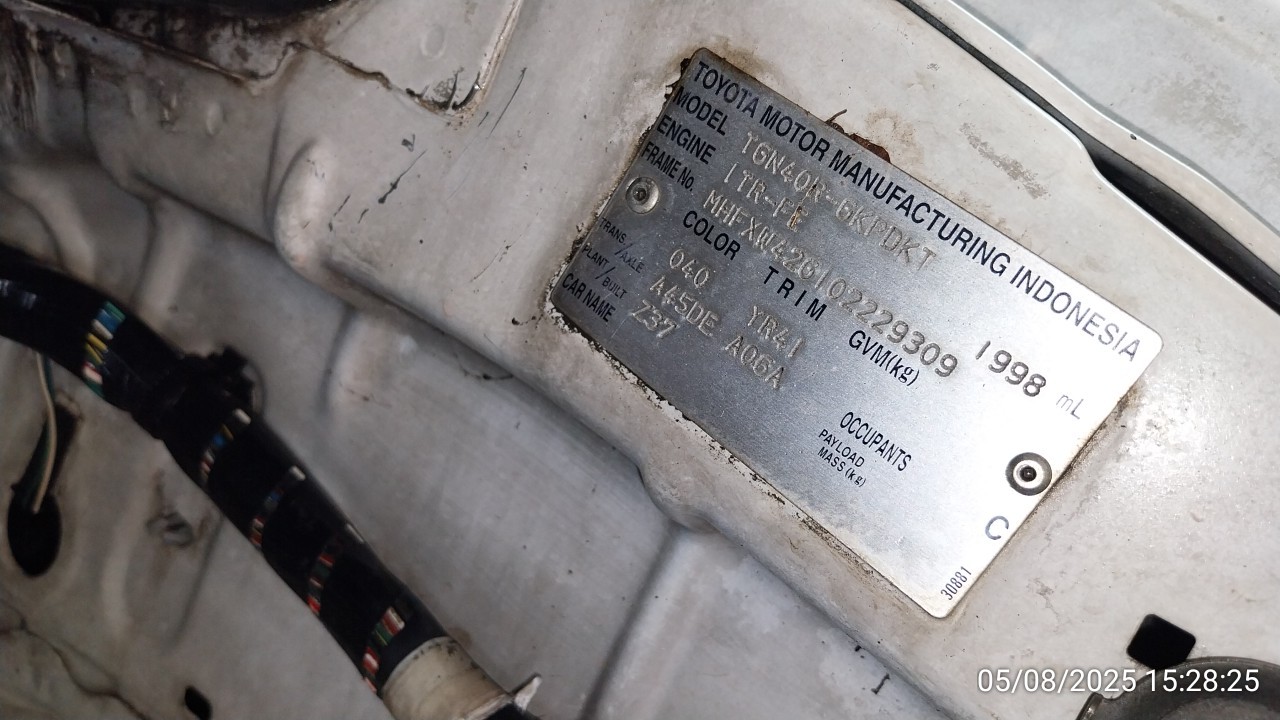 TOYOTA MOTOR MANUFACTURING INDONESIA
MODEL TGN40R-GKPDKT
ENGINE 1TR-FE 1998 mL
FRAME No. MHFXW42G102229309
COLOR TRIM GVM(kg)
040 YR41
TRANS/AXLE A45DE A06A
PLANT/BUILT Z37
CAR NAME
OCCUPANTS
PAYLOAD
MASS(kg)
C
30881
05/08/2025 15:28:25